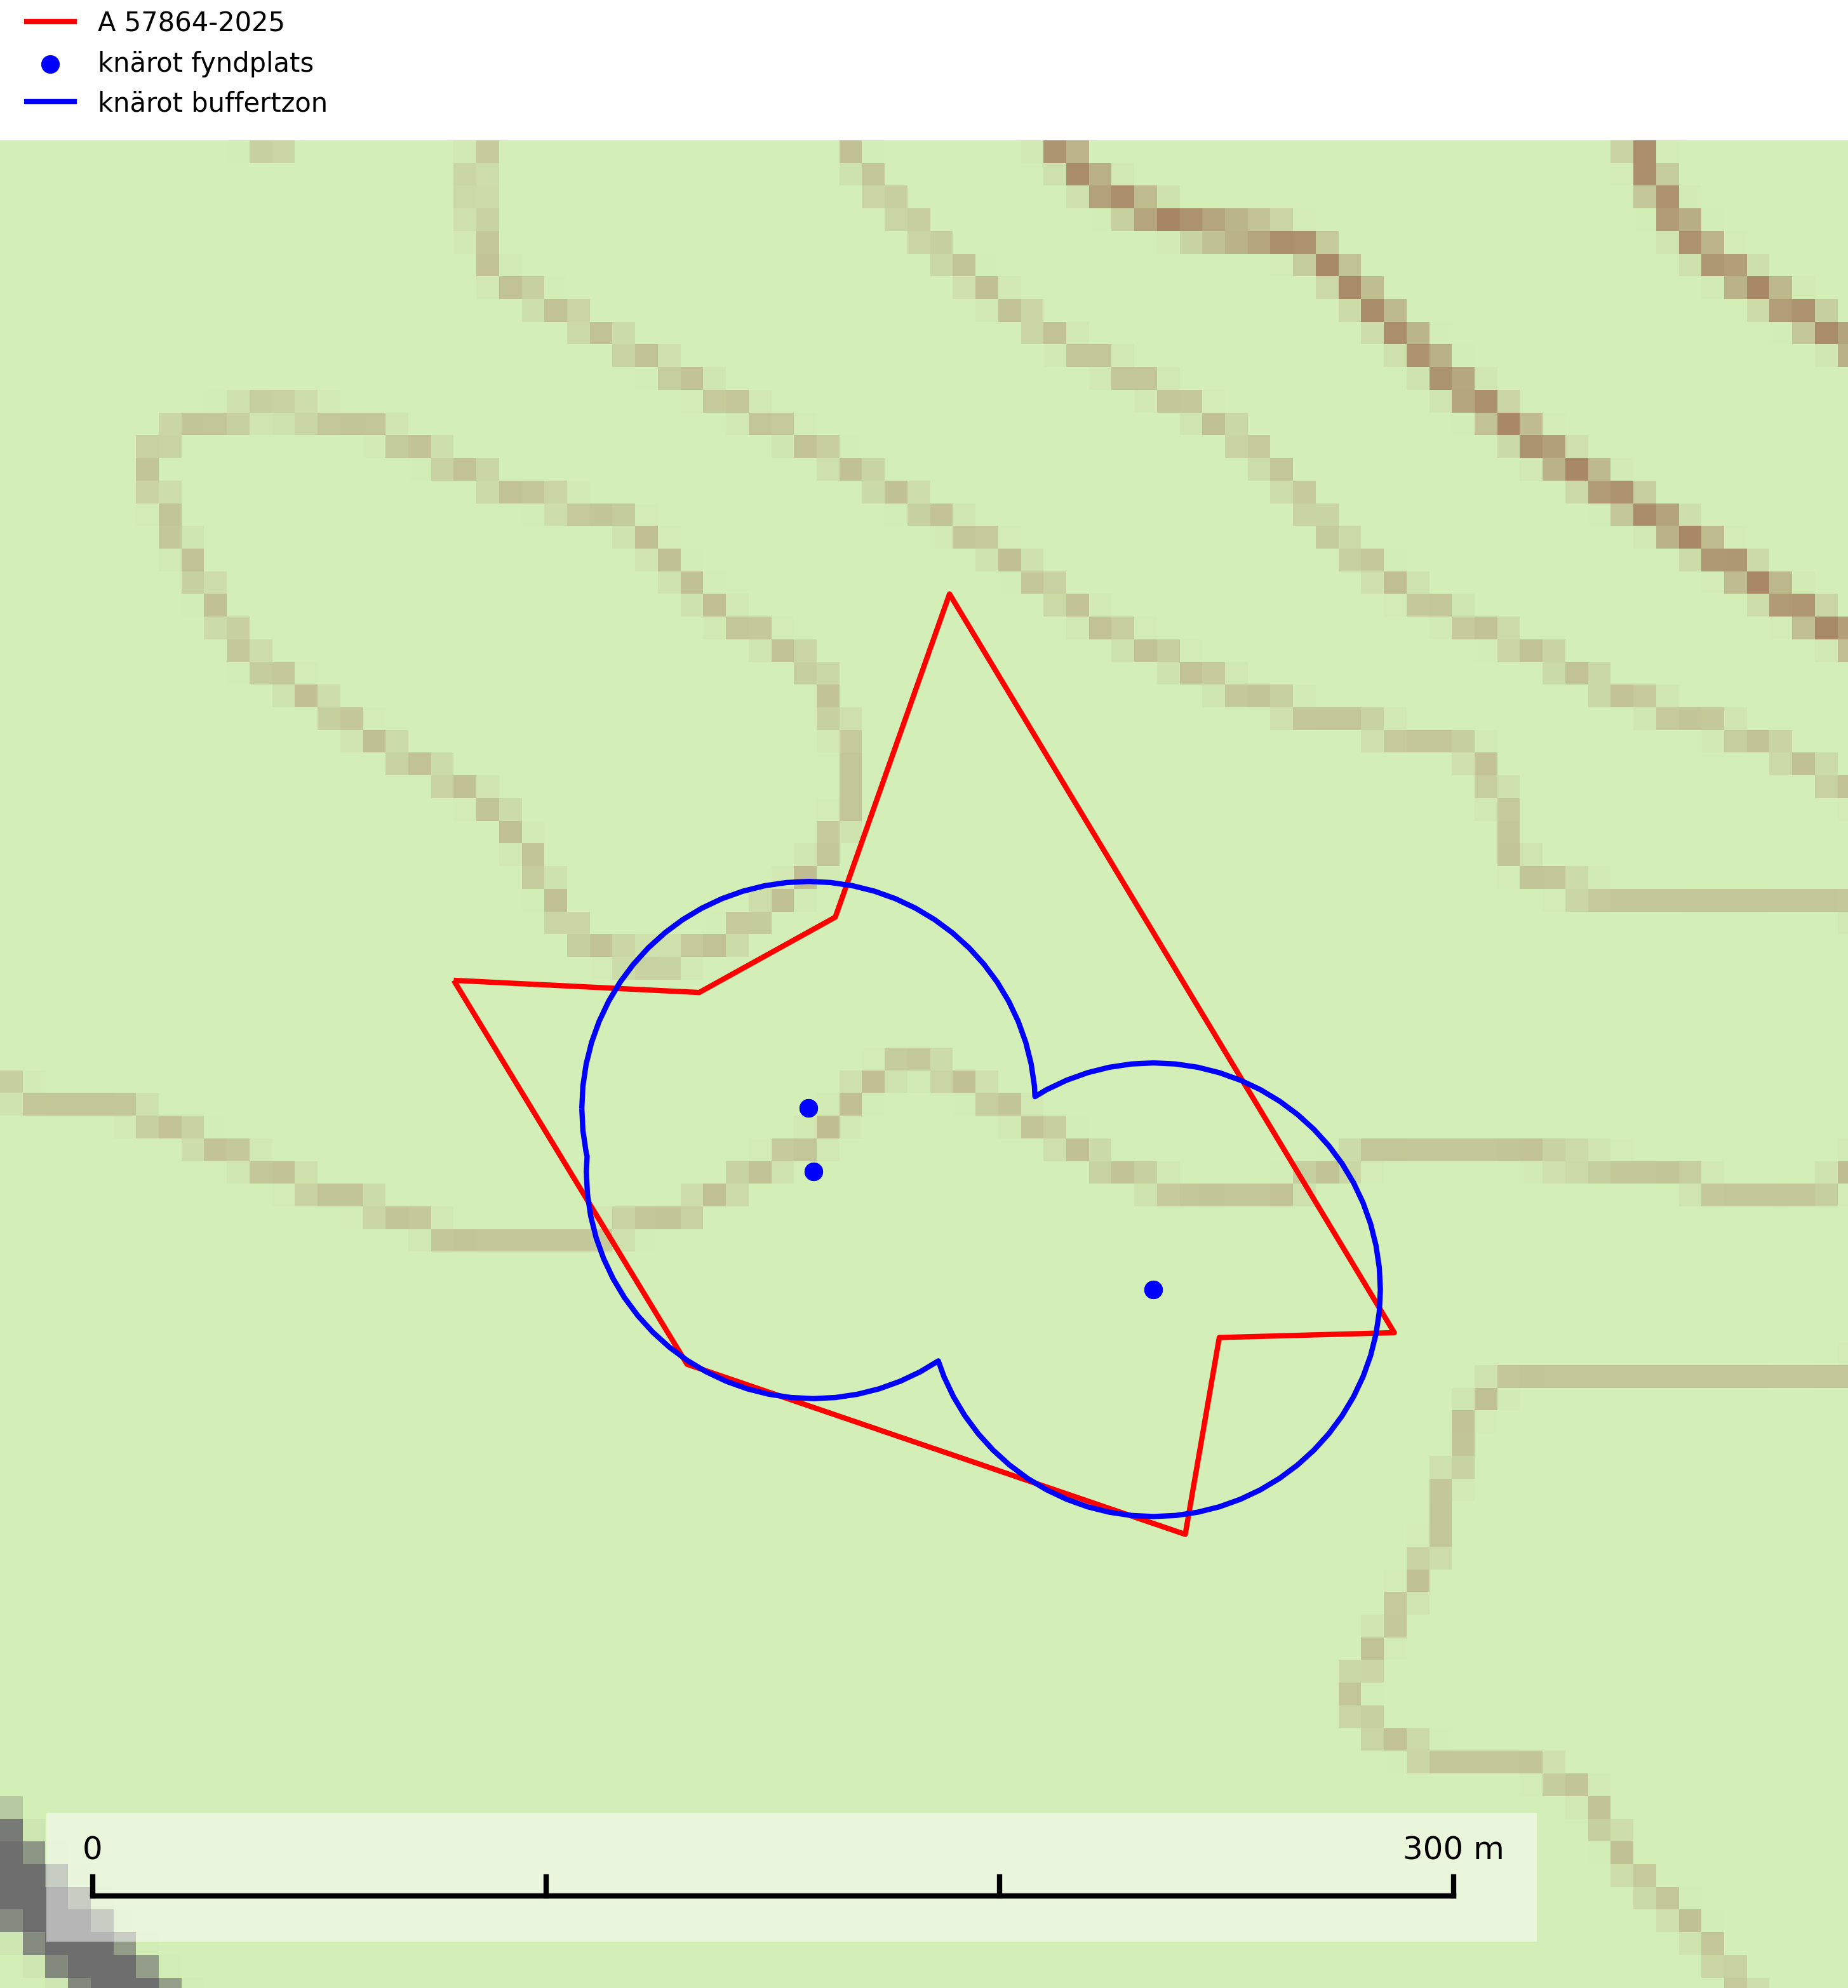 A 57864-2025
knärot fyndplats
knärot buffertzon
0 300 m